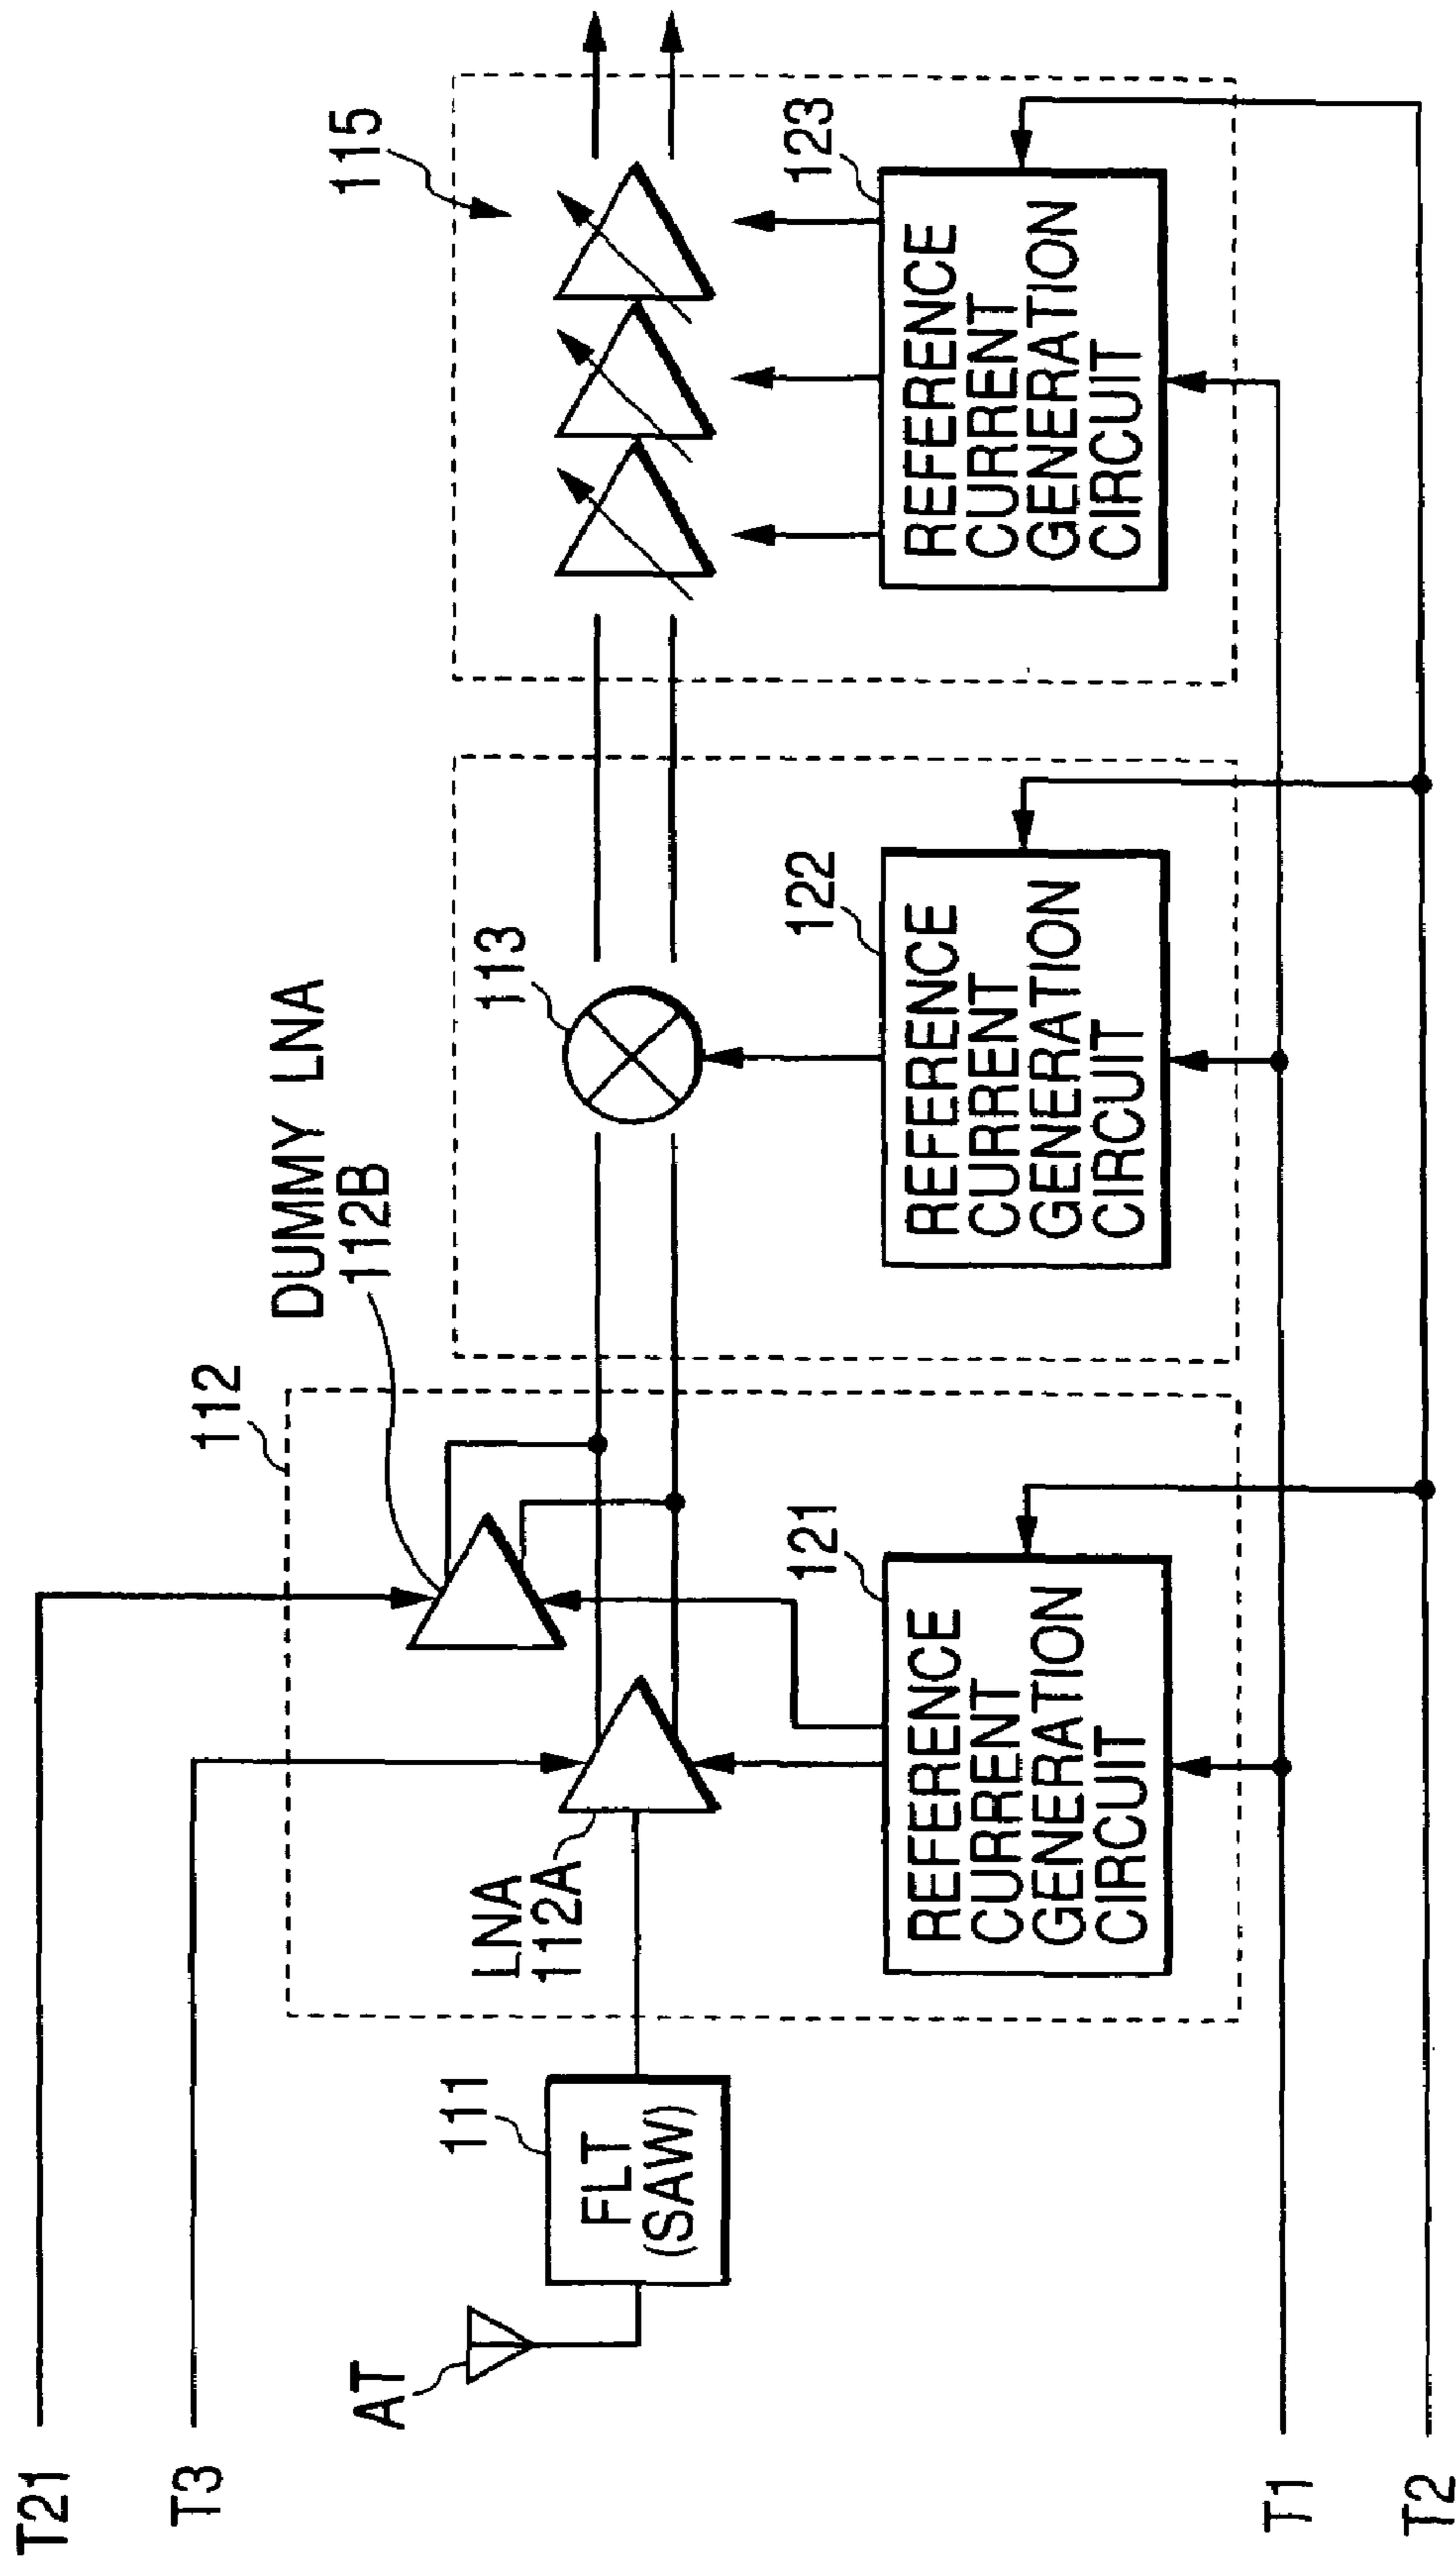 T21
T3
AT
111
FLT
(SAW)
112
LNA
112A
DUMMY LNA
112B
113
115
121
REFERENCE
CURRENT
GENERATION
CIRCUIT
122
REFERENCE
CURRENT
GENERATION
CIRCUIT
123
REFERENCE
CURRENT
GENERATION
CIRCUIT
T1
T2